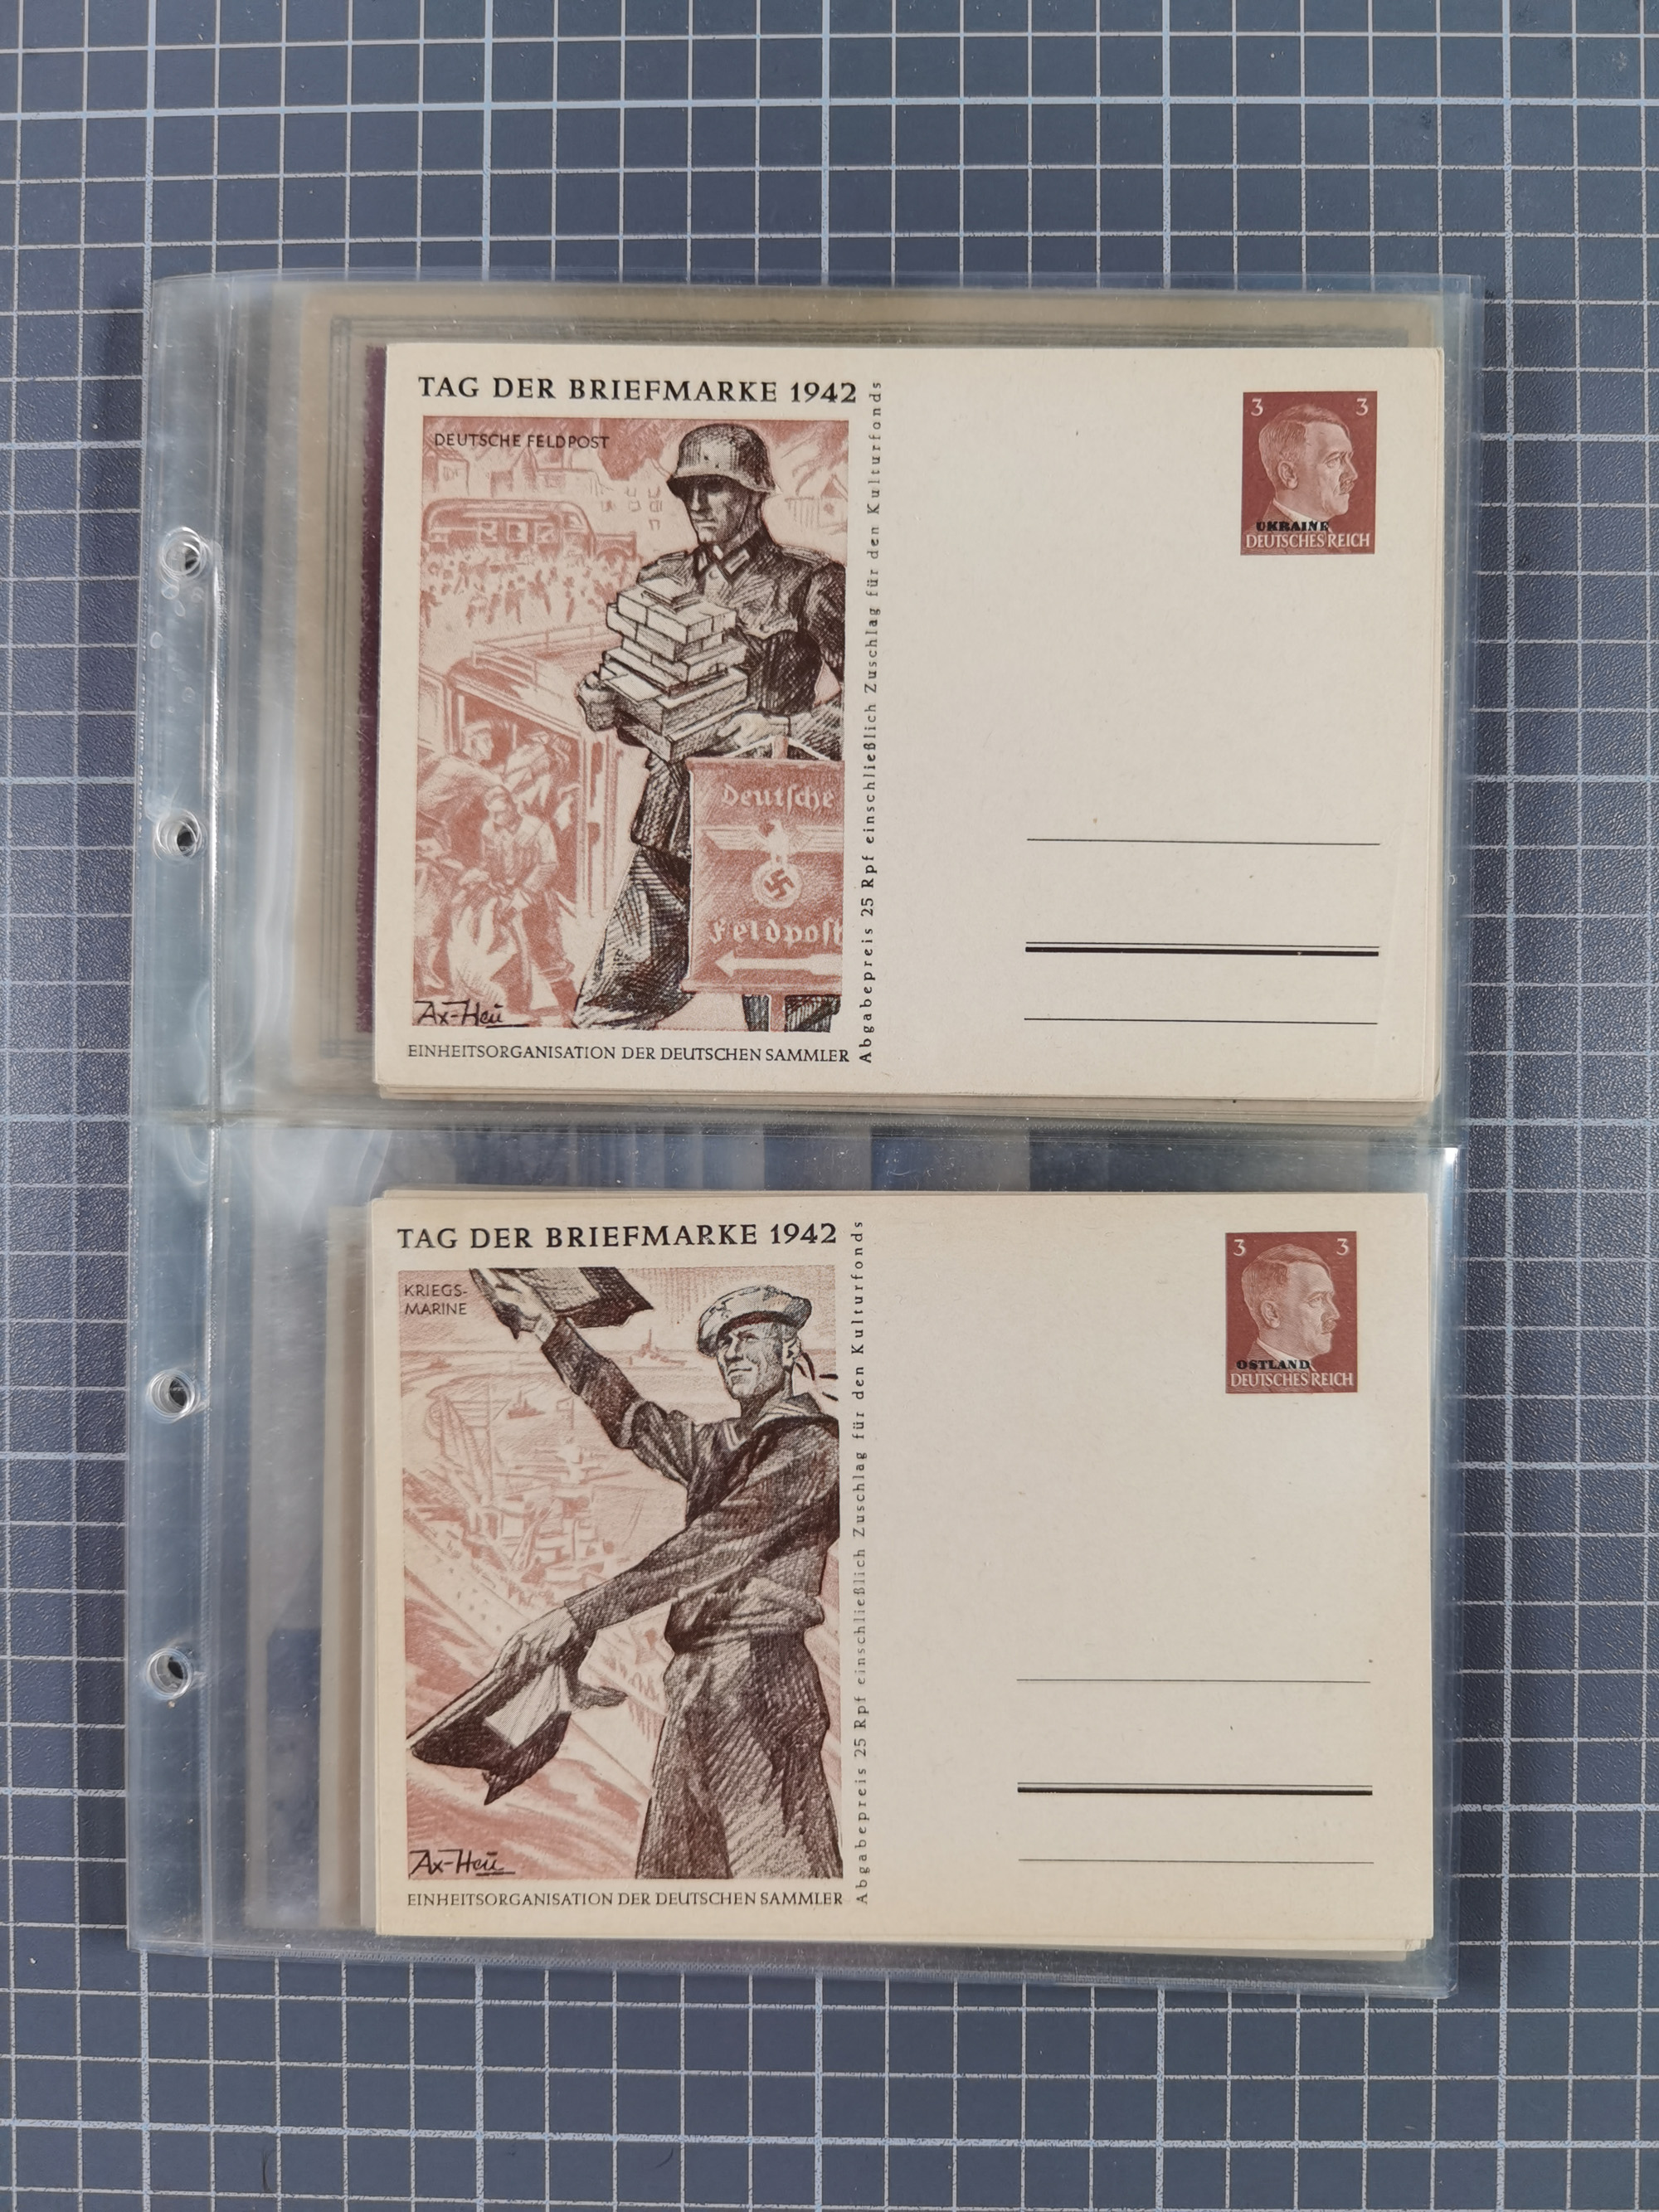 TAG DER BRIEFMARKE 1942
DEUTSCHE FELDPOST
Deutsche
Feldpost
Ax-Heu
EINHEITSORGANISATION DER DEUTSCHEN SAMMLER
Abgabepreis 25 Rpf einschließlich Zuschlag für den Kulturfonds
3 3
UKRAINE
DEUTSCHES REICH
TAG DER BRIEFMARKE 1942
KRIEGS-
MARINE
Ax-Heu
EINHEITSORGANISATION DER DEUTSCHEN SAMMLER
Abgabepreis 25 Rpf einschließlich Zuschlag für den Kulturfonds
3 3
OSTLAND
DEUTSCHES REICH